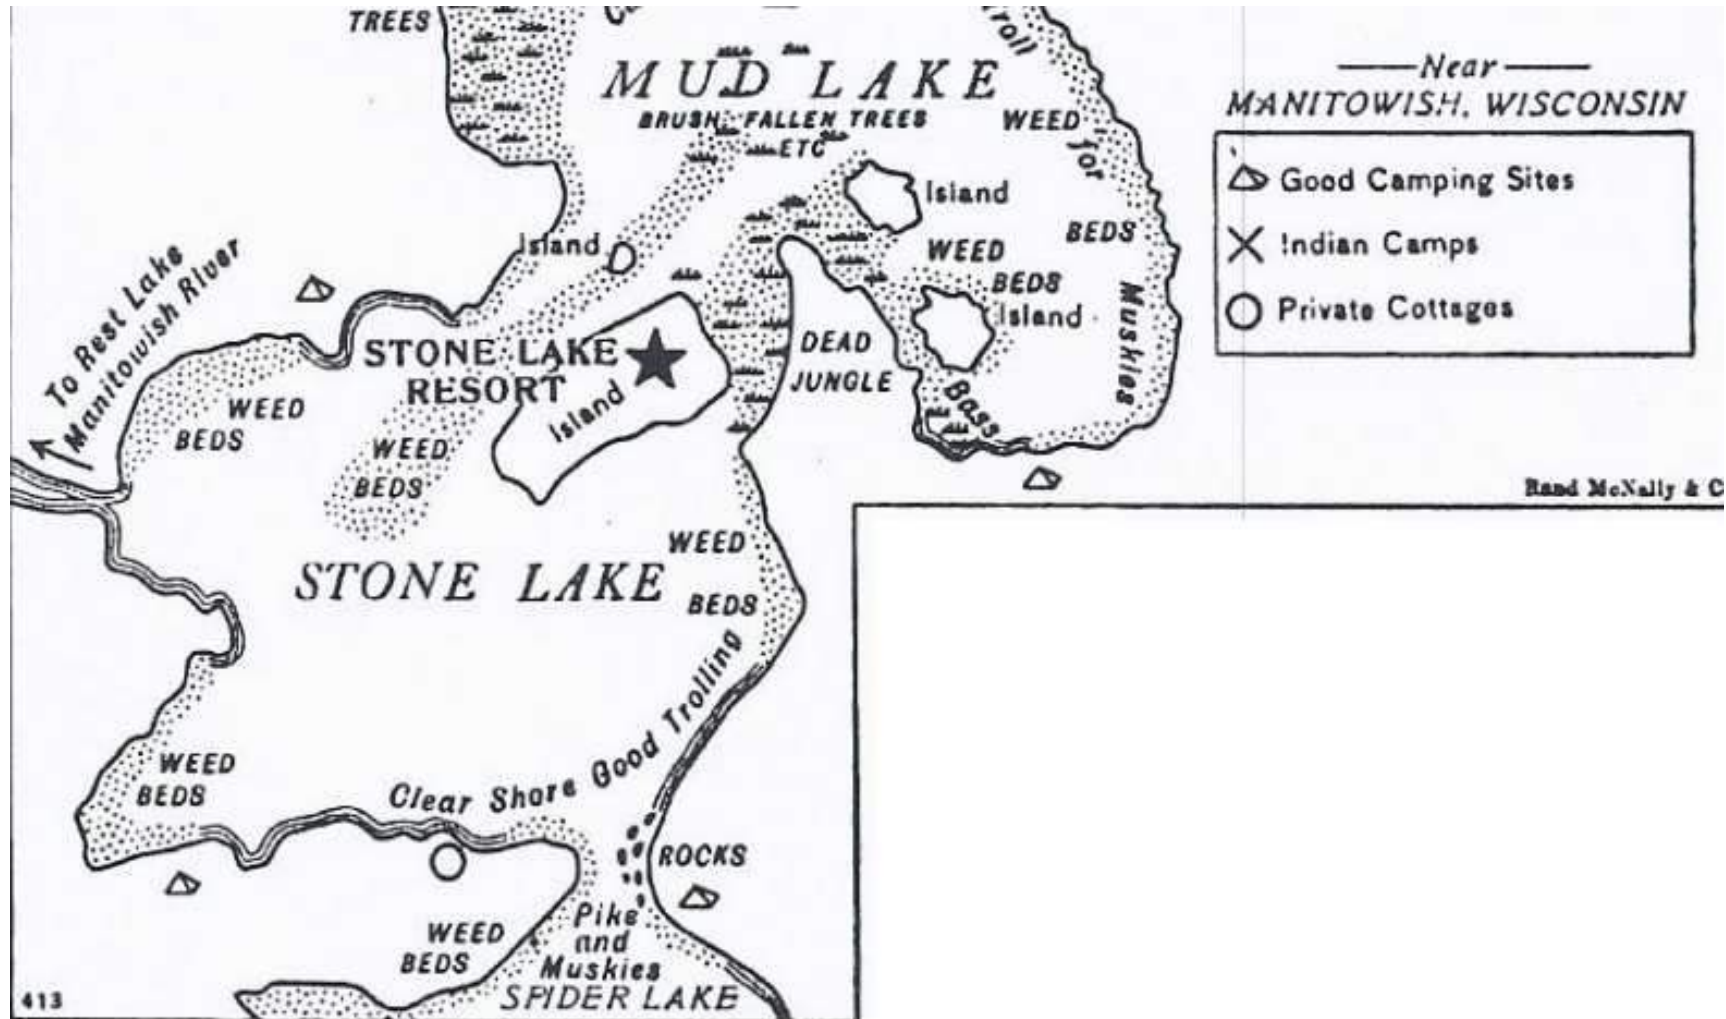 TREES
MUD LAKE
BRUSH, FALLEN TREES
ETC
WEED
for
BEDS
Muskies
Island
WEED
BEDS
Island
Island
Bass
DEAD
JUNGLE
To Rest Lake
Manitowish River
STONE LAKE
RESORT
Island
WEED
BEDS
WEED
BEDS
STONE LAKE
WEED
BEDS
WEED
BEDS
Clear Shore Good Trolling
ROCKS
Pike
and
Muskies
WEED
BEDS
SPIDER LAKE
413
Near
MANITOWISH, WISCONSIN
Good Camping Sites
Indian Camps
Private Cottages
Rand McNally &